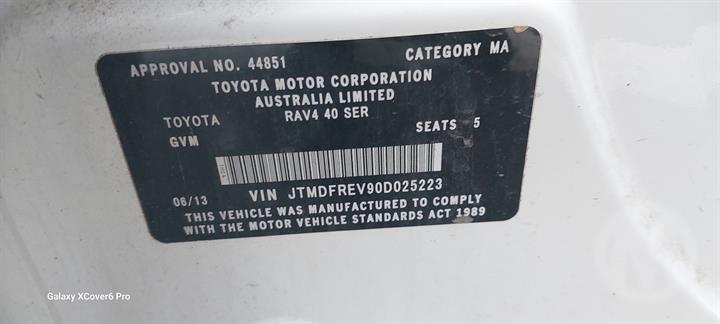 APPROVAL NO. 44851 CATEGORY MA
TOYOTA MOTOR CORPORATION
AUSTRALIA LIMITED
TOYOTA RAV4 40 SER SEATS 5
GVM
06/13 VIN JTMDFREV90D025223
THIS VEHICLE WAS MANUFACTURED TO COMPLY
WITH THE MOTOR VEHICLE STANDARDS ACT 1989
Galaxy XCover6 Pro